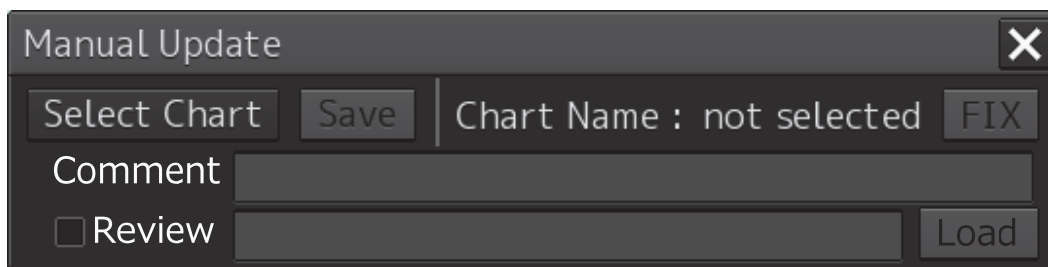 Manual Update
Select Chart Save Chart Name : not selected FIX
Comment
Review Load